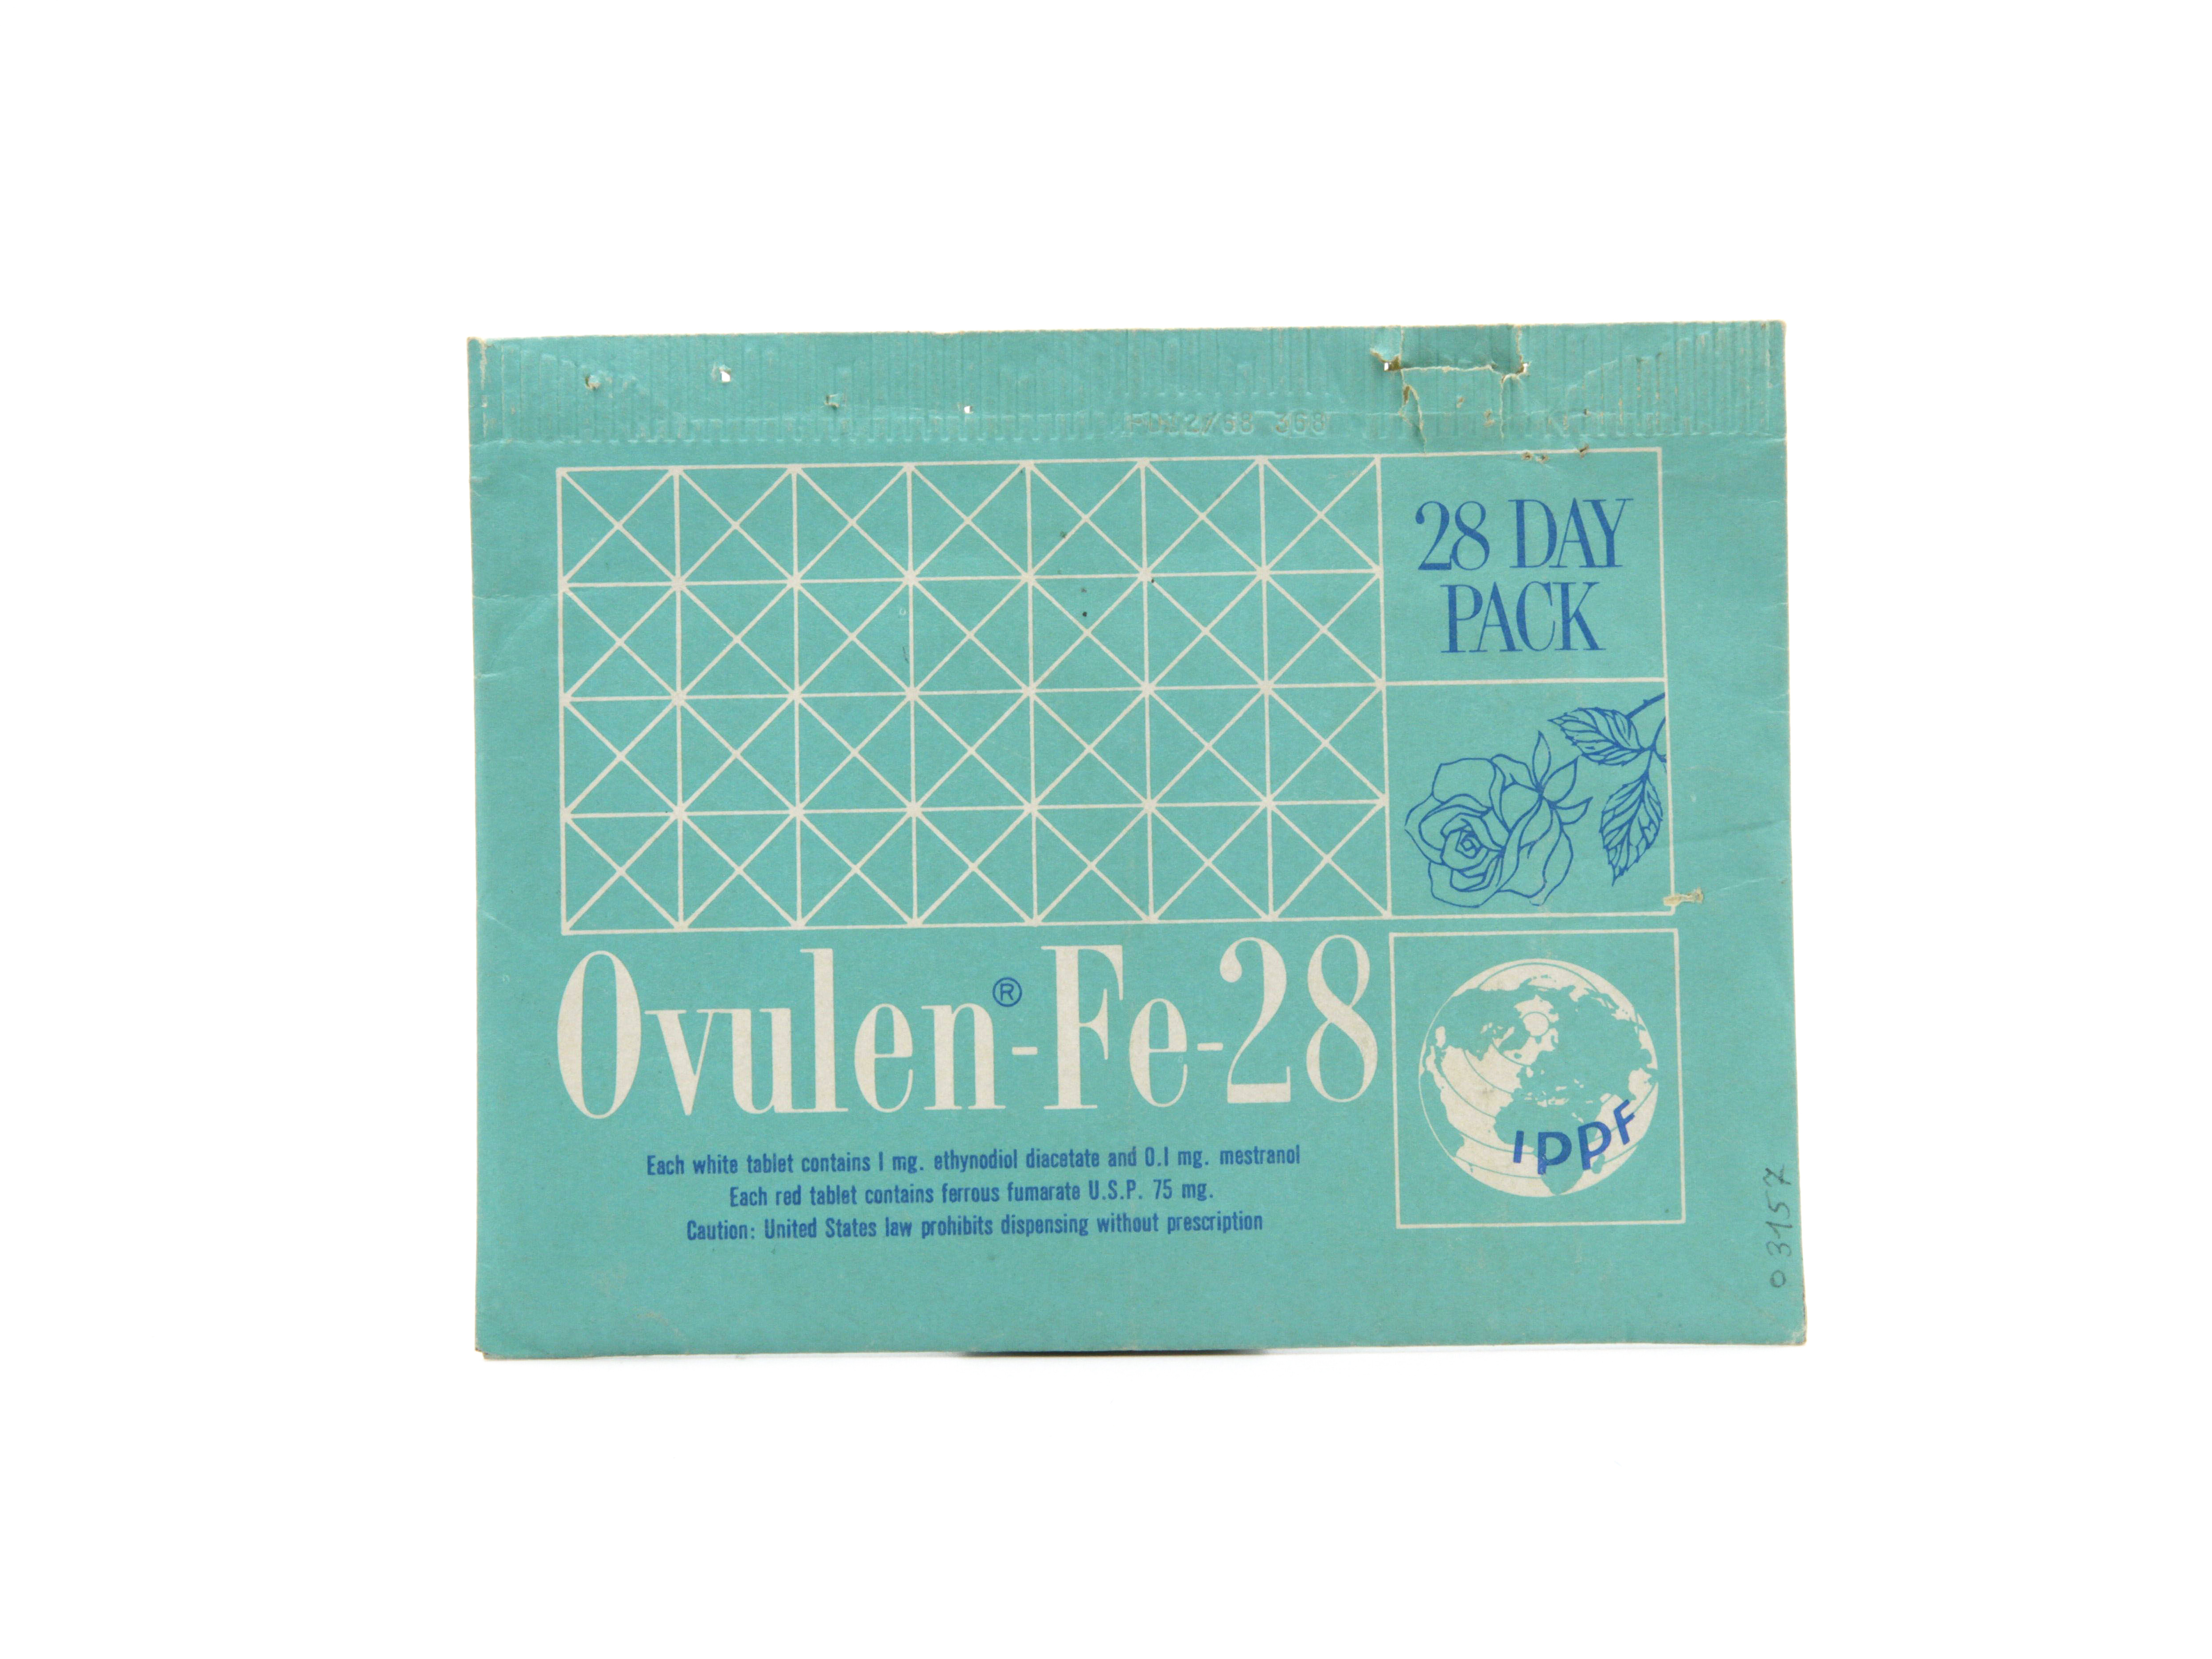 28 DAY
PACK
Ovulen®-Fe-28
IPPF
Each white tablet contains 1 mg. ethynodiol diacetate and 0.1 mg. mestranol
Each red tablet contains ferrous fumarate U.S.P. 75 mg.
Caution: United States law prohibits dispensing without prescription
03157